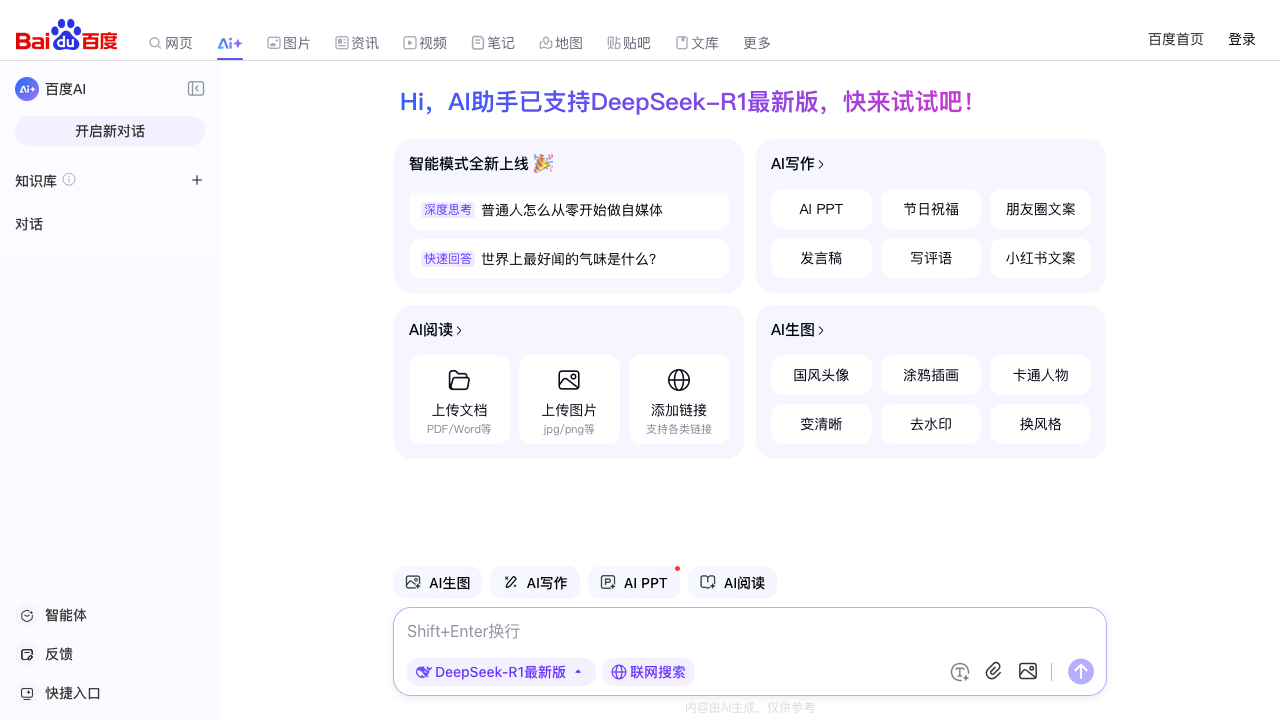 Bai du 百度
网页
Ai+
图片
资讯
视频
笔记
地图
贴 贴吧
文库
更多
百度首页
登录
Ai+ 百度AI
开启新对话
知识库
对话
智能体
反馈
快捷入口
Hi，AI助手已支持DeepSeek-R1最新版，快来试试吧！
智能模式全新上线 🎉
深度思考 普通人怎么从零开始做自媒体
快速回答 世界上最好闻的气味是什么?
AI写作
AI PPT
节日祝福
朋友圈文案
发言稿
写评语
小红书文案
AI阅读
上传文档
PDF/Word等
上传图片
jpg/png等
添加链接
支持各类链接
AI生图
国风头像
涂鸦插画
卡通人物
变清晰
去水印
换风格
AI生图
AI写作
AI PPT
AI阅读
Shift+Enter换行
DeepSeek-R1最新版
联网搜索
内容由AI生成，仅供参考